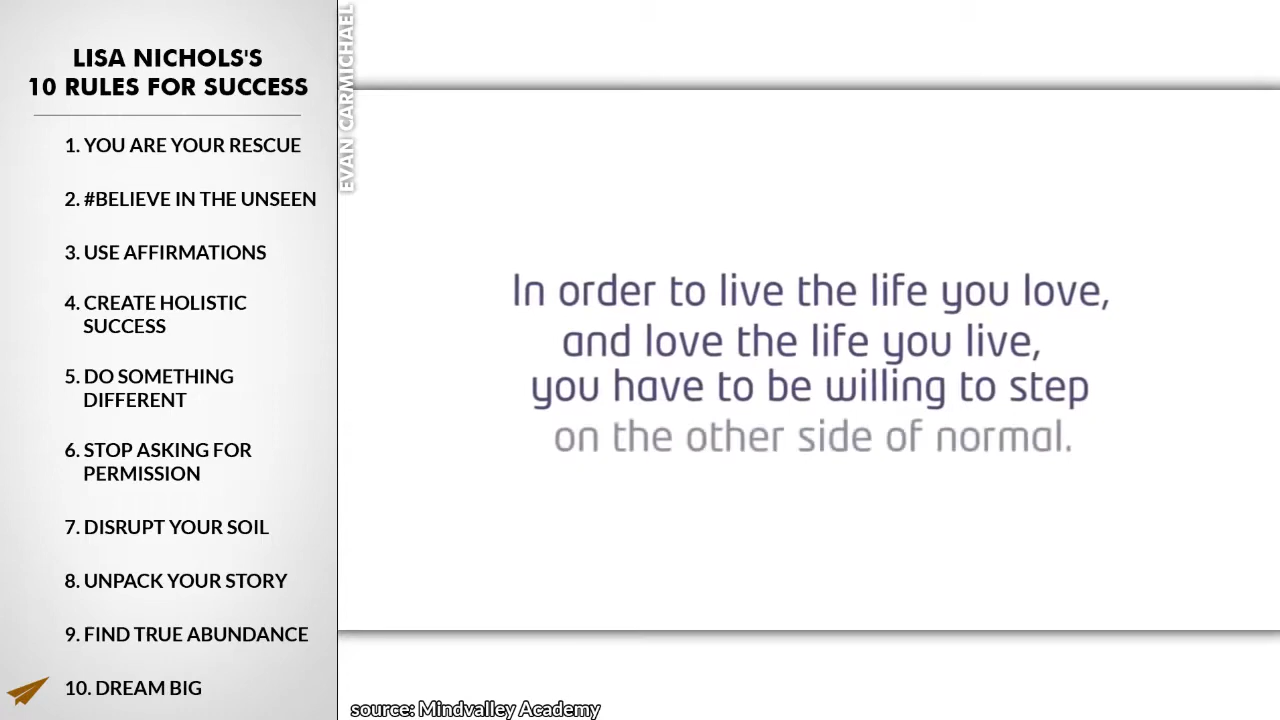 LISA NICHOLS'S
10 RULES FOR SUCCESS
1. YOU ARE YOUR RESCUE
2. #BELIEVE IN THE UNSEEN
3. USE AFFIRMATIONS
4. CREATE HOLISTIC
SUCCESS
5. DO SOMETHING
DIFFERENT
6. STOP ASKING FOR
PERMISSION
7. DISRUPT YOUR SOIL
8. UNPACK YOUR STORY
9. FIND TRUE ABUNDANCE
10. DREAM BIG
EVAN CARMICHAEL
In order to live the life you love,
and love the life you live,
you have to be willing to step
on the other side of normal.
source: Mindvalley Academy